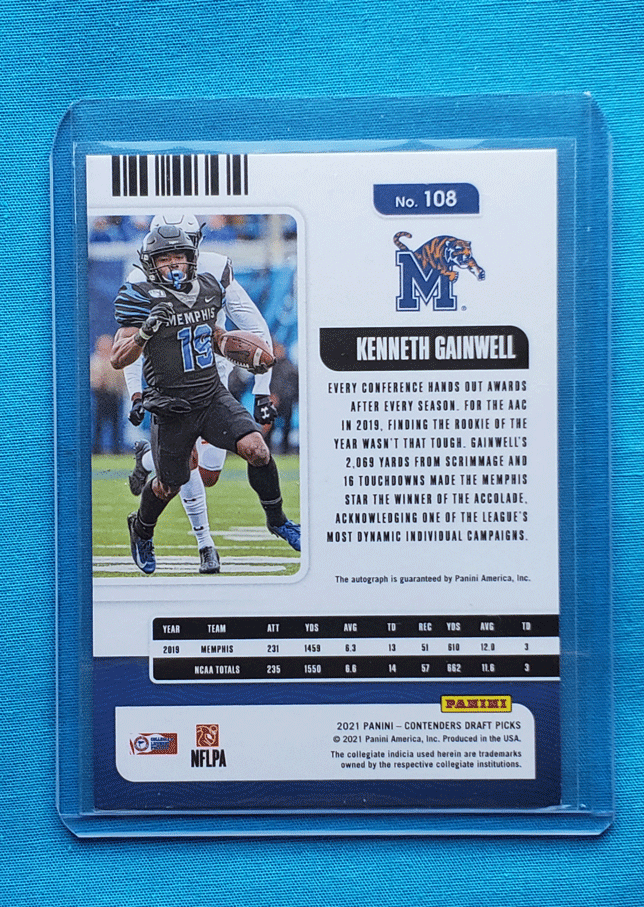 No. 108
M
MEMPHIS
19
KENNETH GAINWELL
EVERY CONFERENCE HANDS OUT AWARDS
AFTER EVERY SEASON. FOR THE AAC
IN 2019, FINDING THE ROOKIE OF THE
YEAR WASN'T THAT TOUGH. GAINWELL'S
2,069 YARDS FROM SCRIMMAGE AND
16 TOUCHDOWNS MADE THE MEMPHIS
STAR THE WINNER OF THE ACCOLADE,
ACKNOWLEDGING ONE OF THE LEAGUE'S
MOST DYNAMIC INDIVIDUAL CAMPAIGNS.
The autograph is guaranteed by Panini America, Inc.
YEAR TEAM ATT YDS AVG TD REC YDS AVG TD
2019 MEMPHIS 231 1459 6.3 13 51 610 12.0 3
NCAA TOTALS 235 1550 6.6 14 57 662 11.6 3
PANINI
2021 PANINI – CONTENDERS DRAFT PICKS
© 2021 Panini America, Inc. Produced in the USA.
The collegiate indicia used herein are trademarks
owned by the respective collegiate institutions.
NFLPA